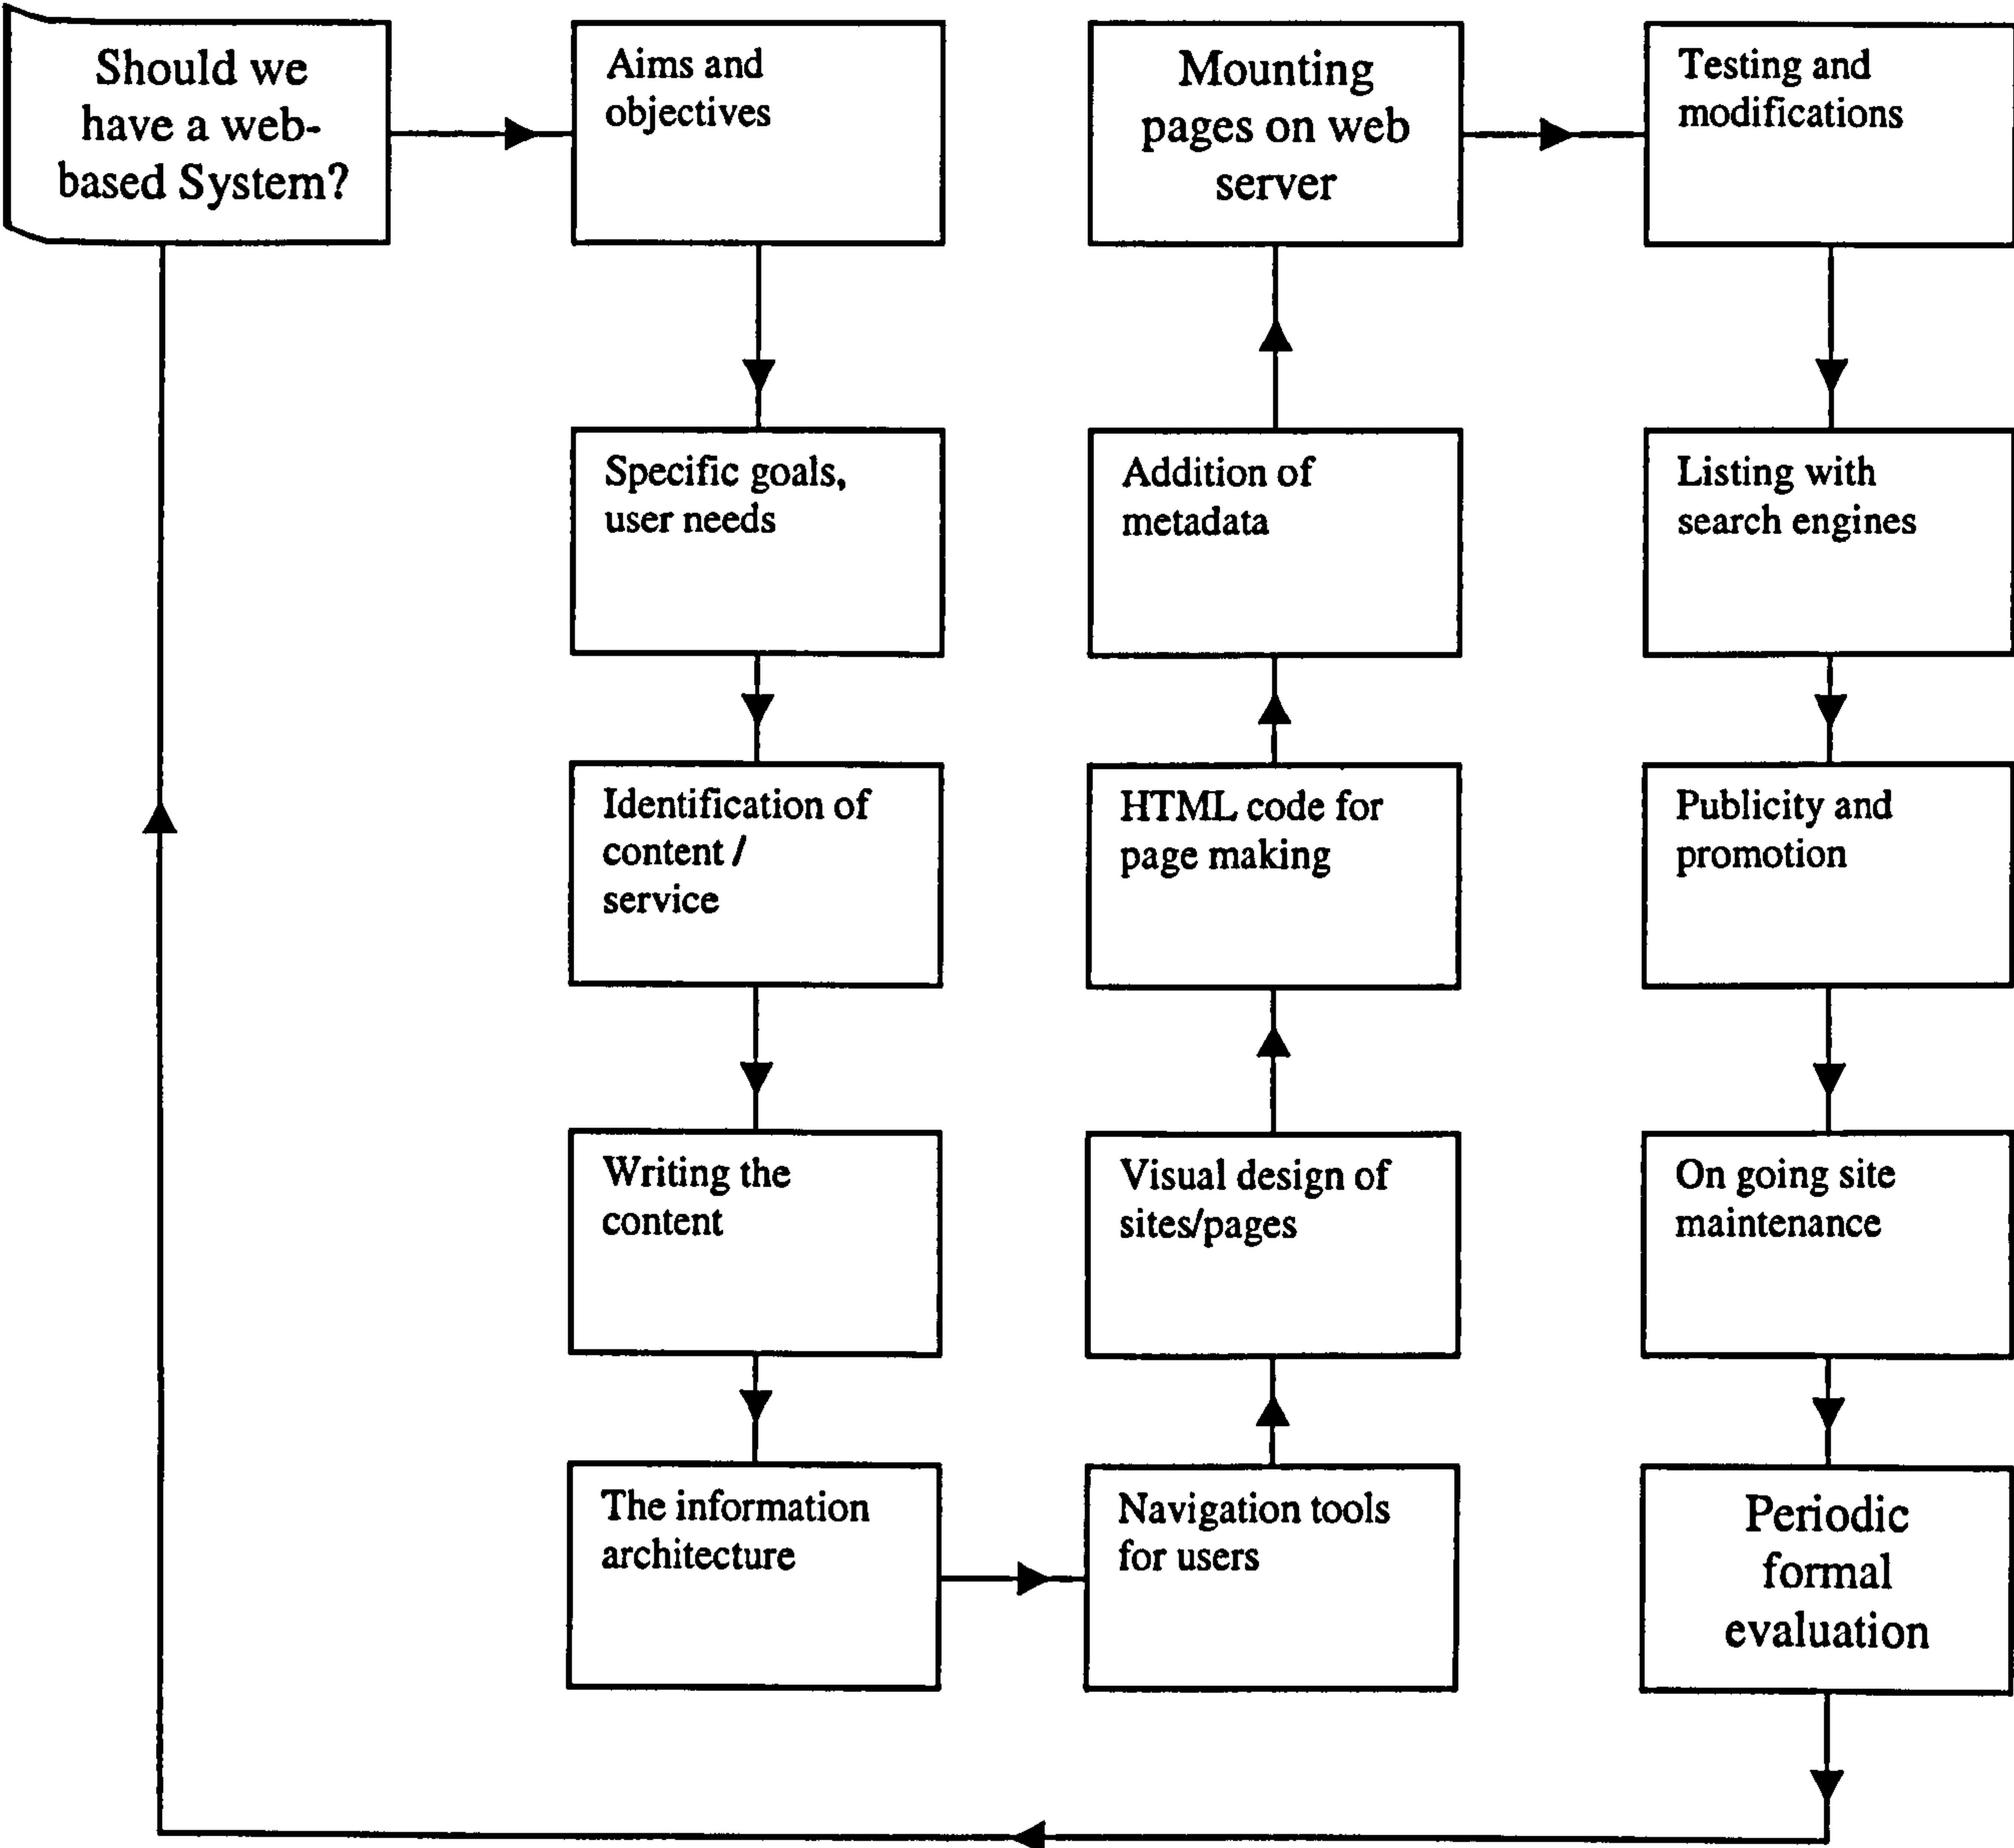 Should we
have a web-
based System?
Aims and
objectives
Specific goals,
user needs
Identification of
content /
service
Writing the
content
The information
architecture
Navigation tools
for users
Visual design of
sites/pages
HTML code for
page making
Addition of
metadata
Mounting
pages on web
server
Testing and
modifications
Listing with
search engines
Publicity and
promotion
On going site
maintenance
Periodic
formal
evaluation